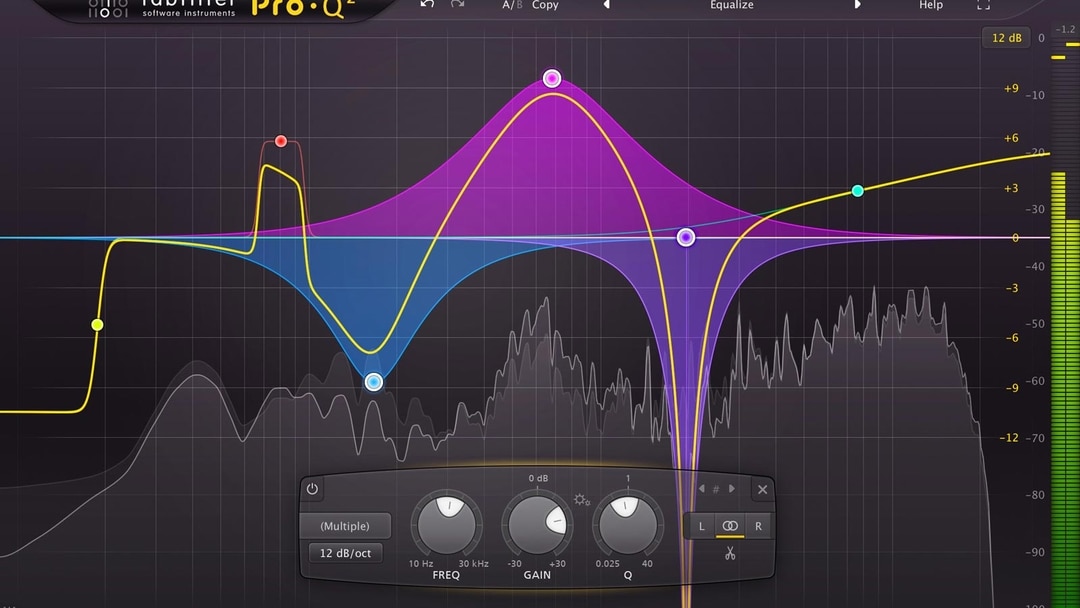 fabfilter Pro·Q²
software instruments
A/B Copy Equalize Help
12 dB 0 -1.2
+9 -10
+6 -20
+3 -30
0 -40
-3
-6 -50
-9 -60
-12 -70
-80
-90
-100
0 dB 1 #
(Multiple) L R
12 dB/oct
10 Hz 30 kHz -30 +30 0.025 40
FREQ GAIN Q